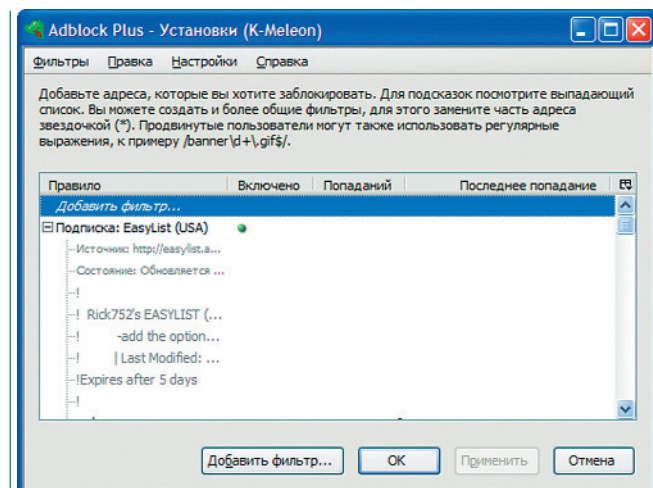 Adblock Plus - Установки (K-Meleon)
Фильтры Правка Настройки Справка
Добавьте адреса, которые вы хотите заблокировать. Для подсказок посмотрите выпадающий
список. Вы можете создать и более общие фильтры, для этого замените часть адреса
звездочкой (*). Продвинутые пользователи могут также использовать регулярные
выражения, к примеру /banner\d+\.gif$/.
Правило Включено Попаданий Последнее попадание
Добавить фильтр...
Подписка: EasyList (USA)
Источник: http://easylist.a...
Состояние: Обновляется ...
!
! Rick752's EASYLIST (...
! -add the option...
! | Last Modified: ...
!Expires after 5 days
!
Добавить фильтр... OK Применить Отмена